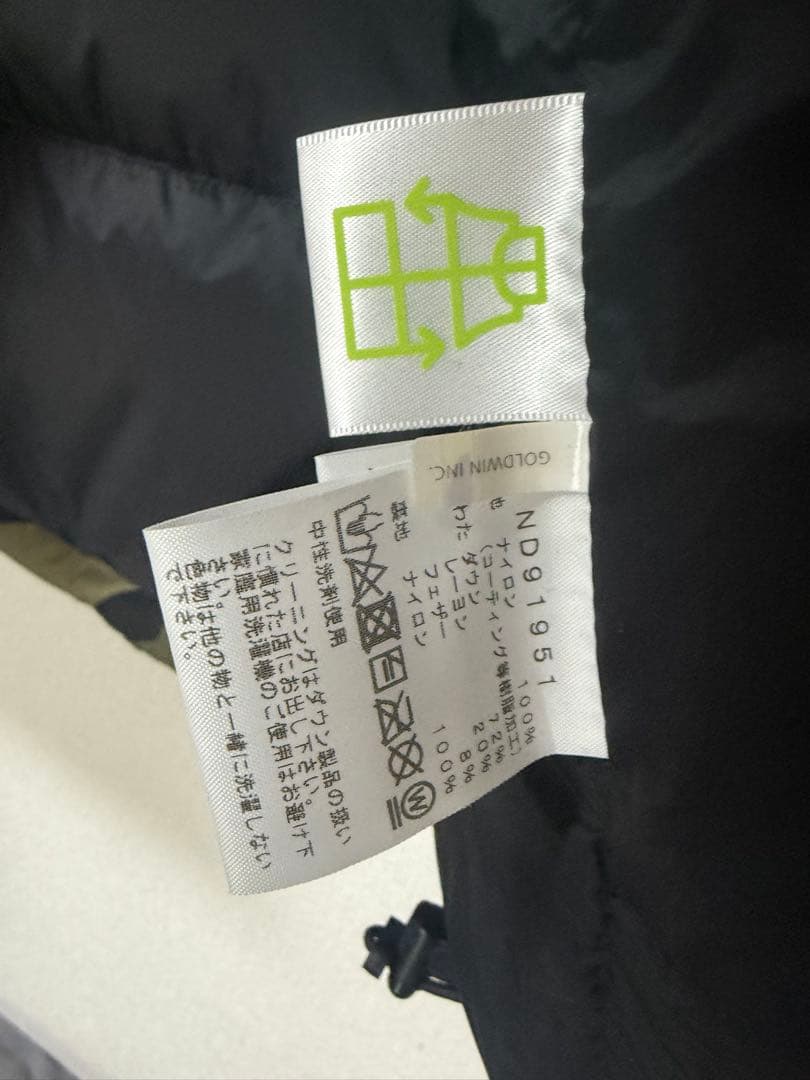 GOLDWIN INC.
ND91951
地 ナイロン 100%
(コーティング等樹脂加工)
わた ダウン 72%
レーヨン 20%
フェザー 8%
裏地 ナイロン 100%
W
中性洗剤使用
クリーニングはダウン製品の扱い
に慣れた店にお出し下さい。
家庭用洗濯機のご使用はお避け下
さい。
色物は他の物と一緒に洗濯しない
で下さい。